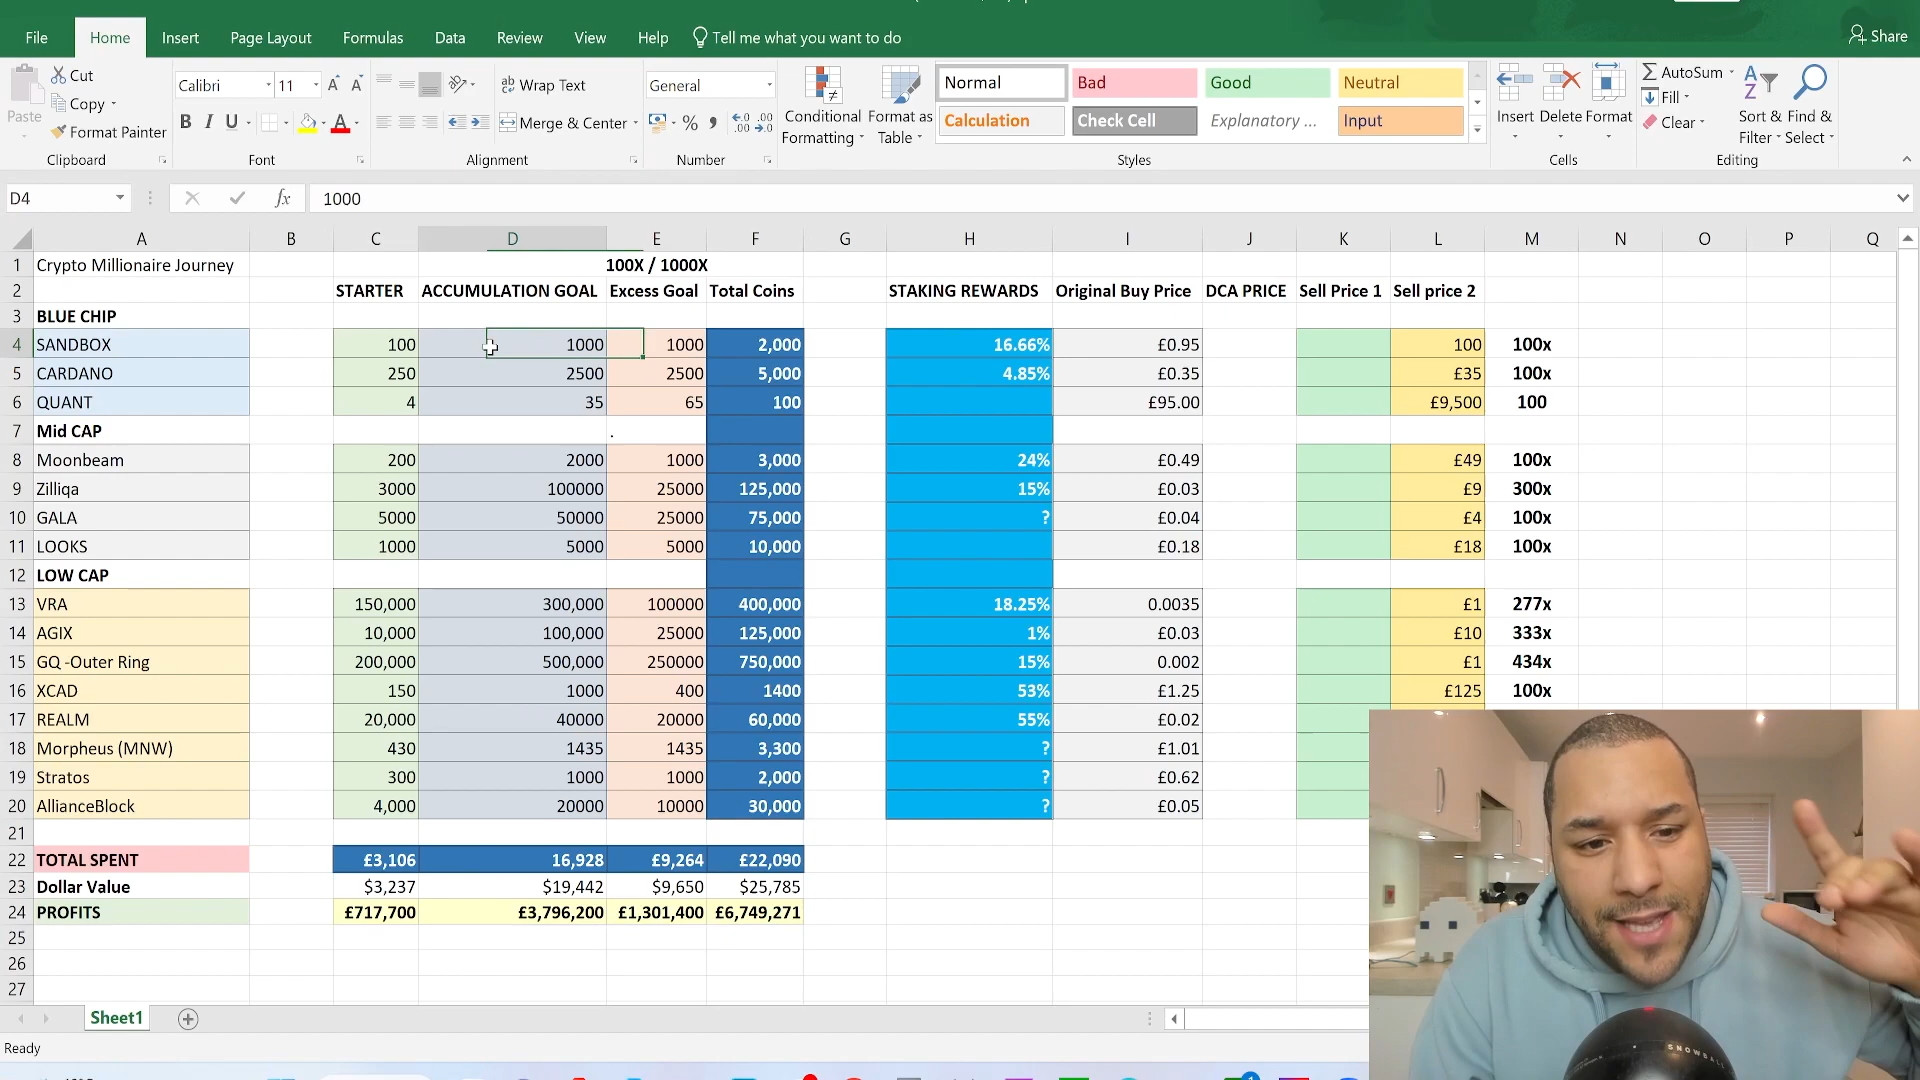 File Home Insert Page Layout Formulas Data Review View Help Tell me what you want to do Share
Cut
Copy
Format Painter
Paste
Clipboard
Calibri 11
B I U
Font
Wrap Text
Merge & Center
Alignment
General
Number
Conditional Formatting
Format as Table
Normal Bad Good Neutral
Calculation Check Cell Explanatory ... Input
Styles
Insert Delete Format
Cells
AutoSum
Fill
Clear
Sort & Filter
Find & Select
Editing
D4 fx 1000
A B C D E F G H I J K L M N O P Q
1 Crypto Millionaire Journey 100X / 1000X
2 STARTER ACCUMULATION GOAL Excess Goal Total Coins STAKING REWARDS Original Buy Price DCA PRICE Sell Price 1 Sell price 2
3 BLUE CHIP
4 SANDBOX 100 1000 1000 2,000 16.66% £0.95 100 100x
5 CARDANO 250 2500 2500 5,000 4.85% £0.35 £35 100x
6 QUANT 4 35 65 100 £95.00 £9,500 100
7 Mid CAP .
8 Moonbeam 200 2000 1000 3,000 24% £0.49 £49 100x
9 Zilliqa 3000 100000 25000 125,000 15% £0.03 £9 300x
10 GALA 5000 50000 25000 75,000 ? £0.04 £4 100x
11 LOOKS 1000 5000 5000 10,000 £0.18 £18 100x
12 LOW CAP
13 VRA 150,000 300,000 100000 400,000 18.25% 0.0035 £1 277x
14 AGIX 10,000 100,000 25000 125,000 1% £0.03 £10 333x
15 GQ -Outer Ring 200,000 500,000 250000 750,000 15% 0.002 £1 434x
16 XCAD 150 1000 400 1400 53% £1.25 £125 100x
17 REALM 20,000 40000 20000 60,000 55% £0.02
18 Morpheus (MNW) 430 1435 1435 3,300 ? £1.01
19 Stratos 300 1000 1000 2,000 ? £0.62
20 AllianceBlock 4,000 20000 10000 30,000 ? £0.05
21
22 TOTAL SPENT £3,106 16,928 £9,264 £22,090
23 Dollar Value $3,237 $19,442 $9,650 $25,785
24 PROFITS £717,700 £3,796,200 £1,301,400 £6,749,271
25
26
27
Sheet1
Ready